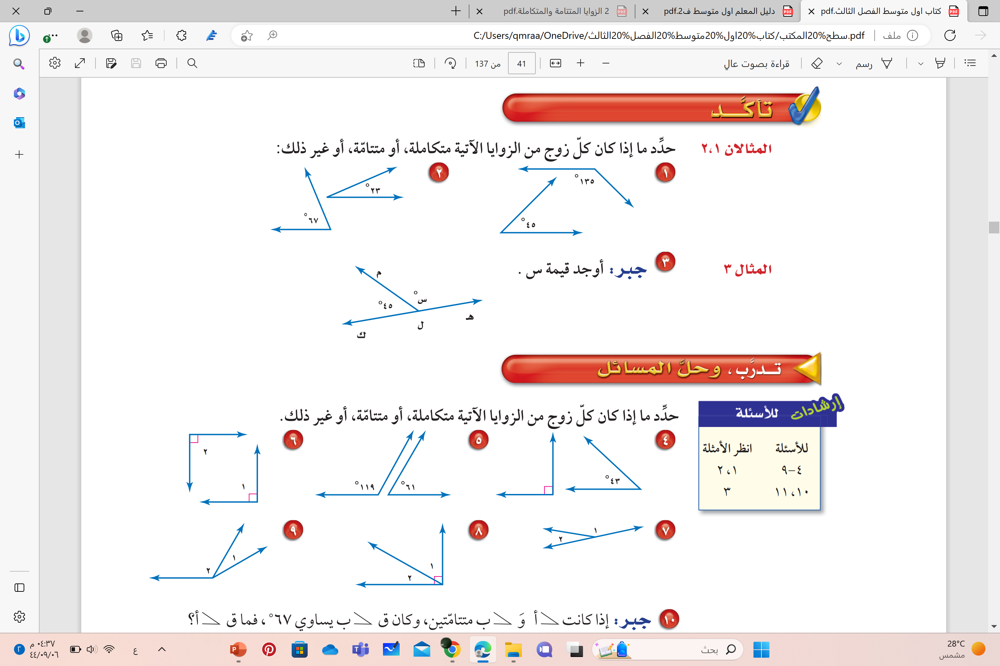 كتاب اول متوسط الفصل الثالث.pdf
دليل المعلم اول متوسط ف2.pdf
2 الزوايا المتتامة والمتكاملة.pdf
ملف
C:/Users/qmraa/OneDrive/سطح%20المكتب/كتاب%20اول%20متوسط%20الفصل%20الثالث.pdf
رسم
قراءة بصوت عالٍ
41
من 137
تأكَّد
المثالان ١، ٢
حدِّد ما إذا كان كلّ زوج من الزوايا الآتية متكاملة، أو متتامّة، أو غير ذلك:
١
١٣٥°
٤٥°
٢
٢٣°
٦٧°
المثال ٣
٣
جبر: أوجد قيمة س .
م
س°
٤٥°
هـ
ل
ك
تـدرَّب، وحلَّ المسائل
إرشادات للأسئلة
للأسئلة انظر الأمثلة
٤–٩ ١، ٢
١٠، ١١ ٣
حدِّد ما إذا كان كلّ زوج من الزوايا الآتية متكاملة، أو متتامّة، أو غير ذلك.
٤
٤٣°
٥
١١٩°
٦١°
٦
٢
١
٧
١
٢
٨
١
٢
٩
١
٢
١٠
جبر: إذا كانت ∠أ وَ ∠ب متتامّتين، وكان ق∠ب يساوي ٦٧°، فما ق∠أ؟
28°C
مشمس
بحث
ع
٠٤:٣٧ م
٤٤/٠٩/٠٦
٢